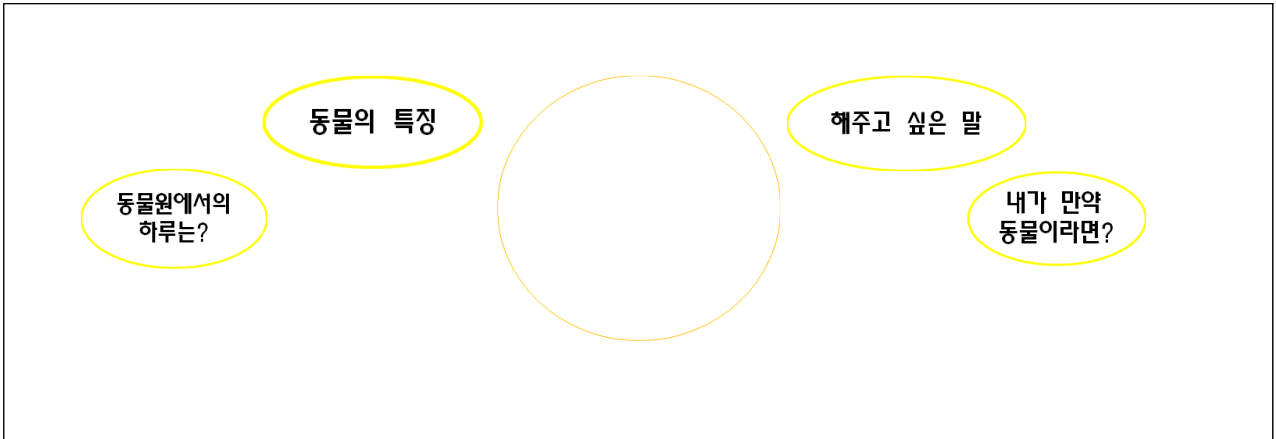 동물의 특징
해주고 싶은 말
동물원에서의
하루는?
내가 만약
동물이라면?